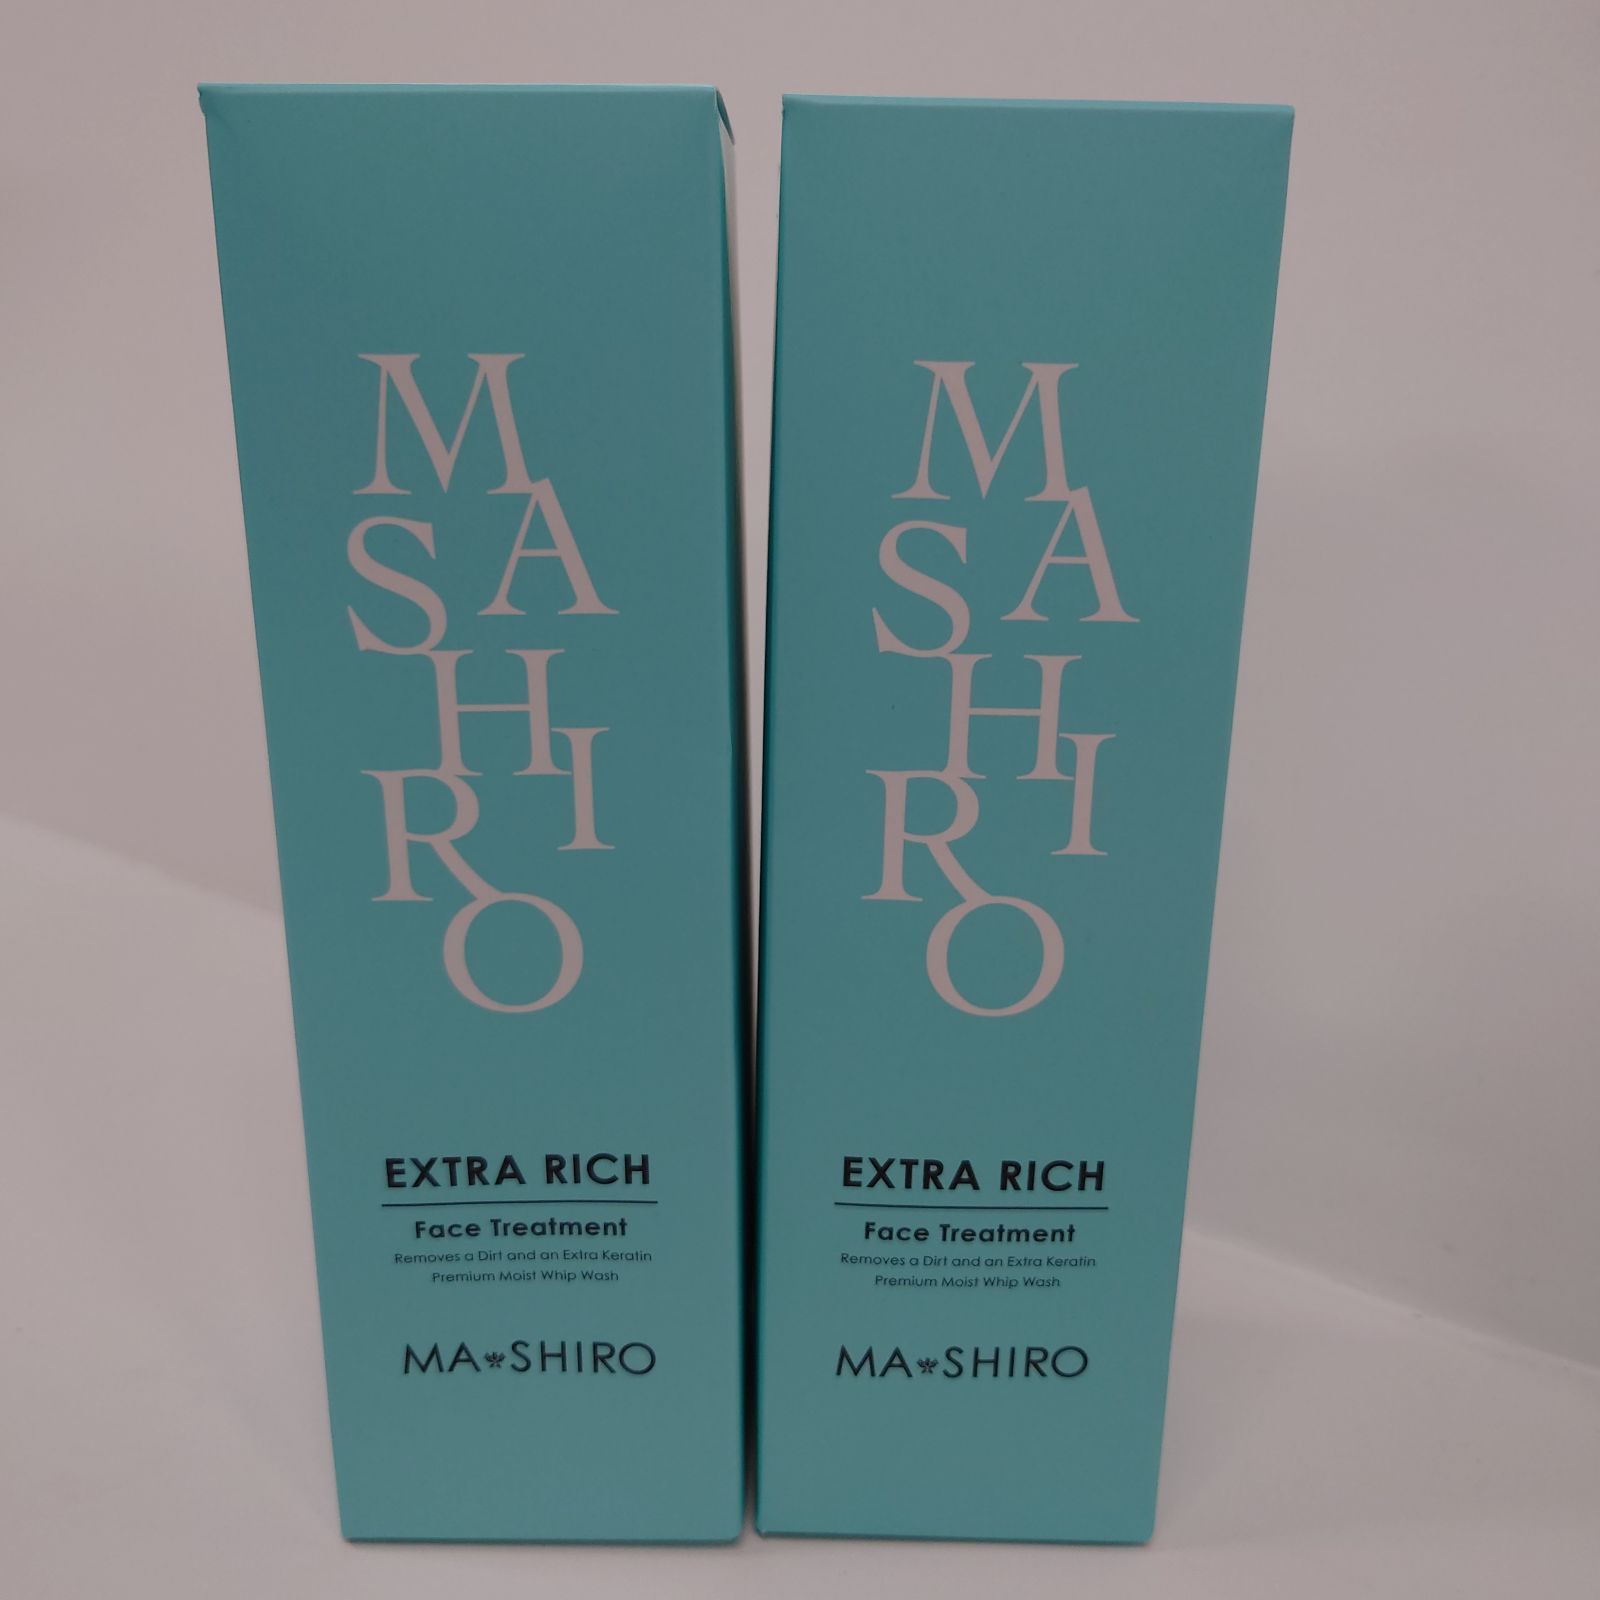 MASHIRO
EXTRA RICH
Face Treatment
Removes a Dirt and an Extra Keratin
Premium Moist Whip Wash
MA SHIRO
MASHIRO
EXTRA RICH
Face Treatment
Removes a Dirt and an Extra Keratin
Premium Moist Whip Wash
MA SHIRO